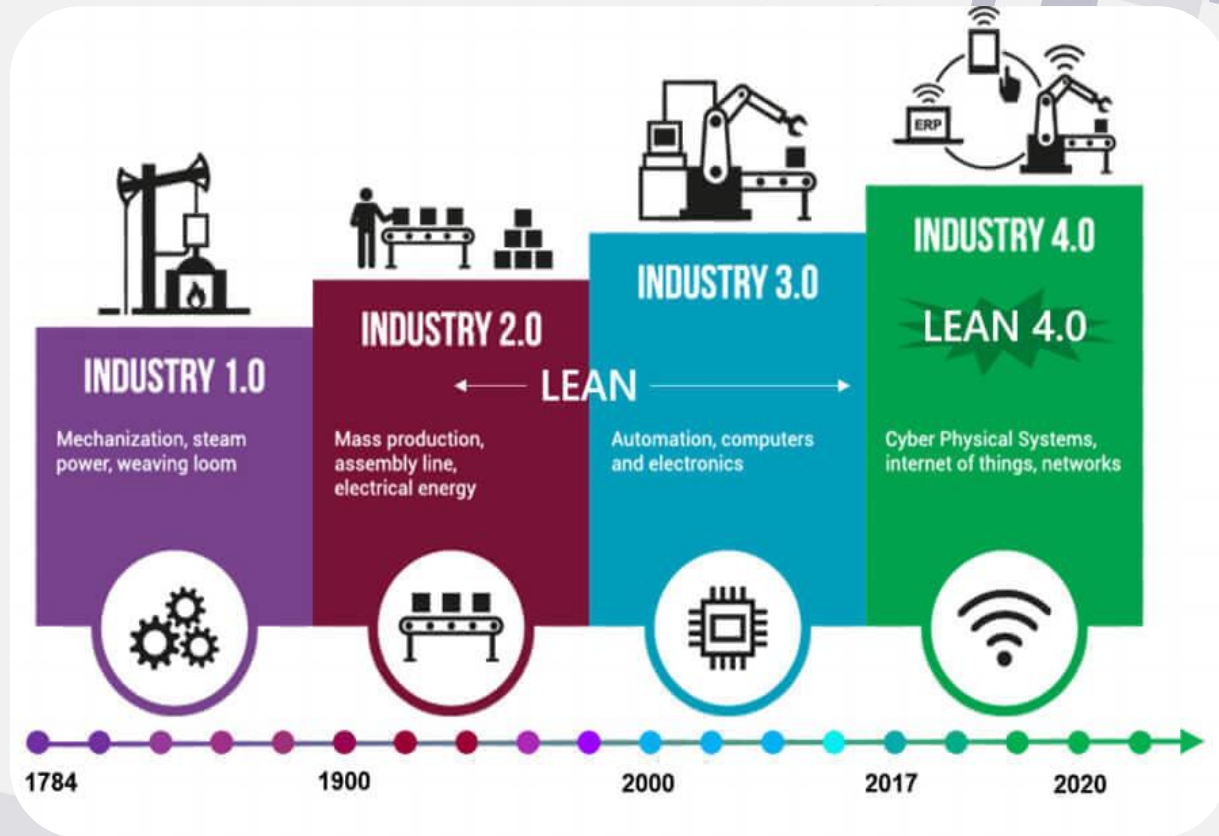 ERP
INDUSTRY 1.0
Mechanization, steam
power, weaving loom
INDUSTRY 2.0
LEAN
Mass production,
assembly line,
electrical energy
INDUSTRY 3.0
Automation, computers
and electronics
INDUSTRY 4.0
LEAN 4.0
Cyber Physical Systems,
internet of things, networks
1784
1900
2000
2017
2020